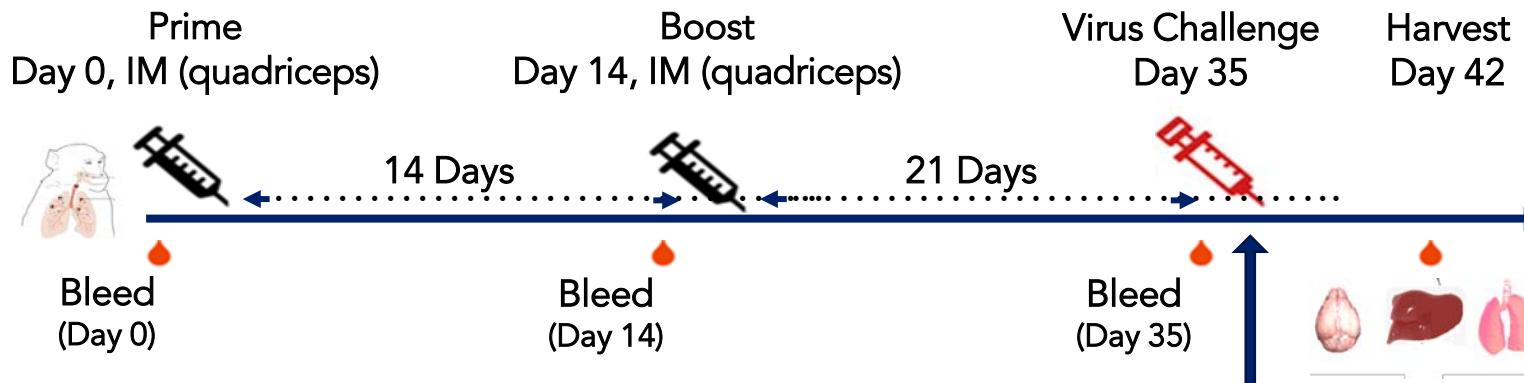 Prime
Day 0, IM (quadriceps)
Boost
Day 14, IM (quadriceps)
Virus Challenge
Day 35
Harvest
Day 42
14 Days
21 Days
Bleed
(Day 0)
Bleed
(Day 14)
Bleed
(Day 35)